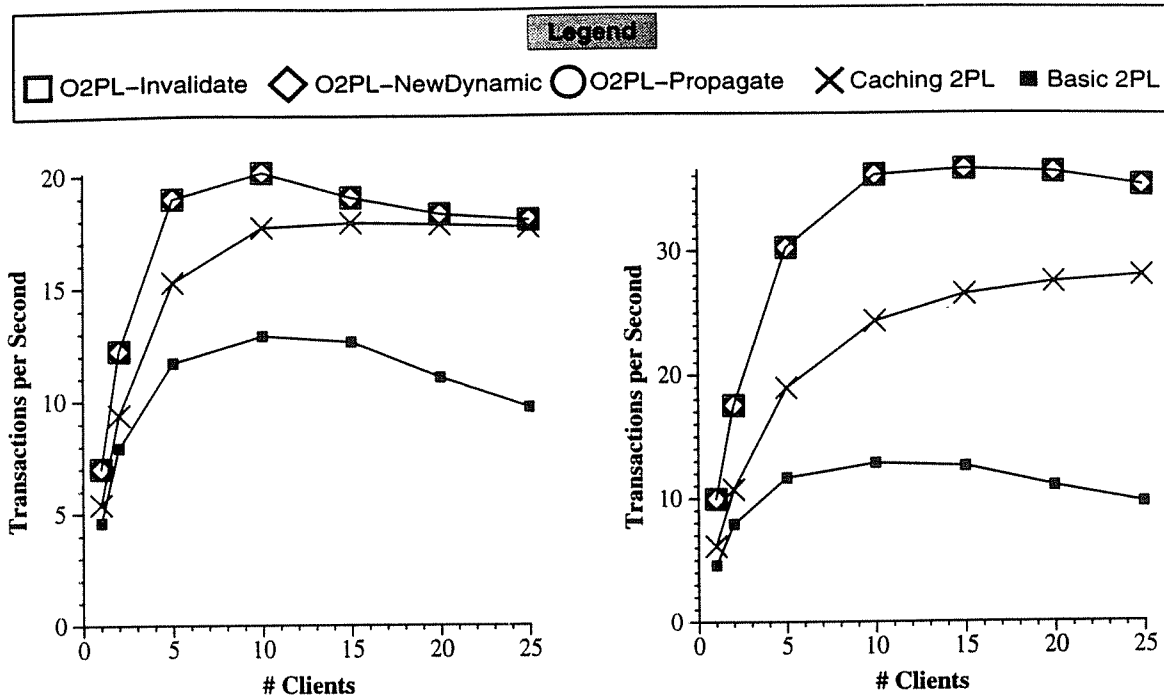 Legend
O2PL-Invalidate O2PL-NewDynamic O2PL-Propagate Caching 2PL Basic 2PL
20
15
10
5
0
Transactions per Second
0 5 10 15 20 25
# Clients
30
20
10
0
Transactions per Second
0 5 10 15 20 25
# Clients